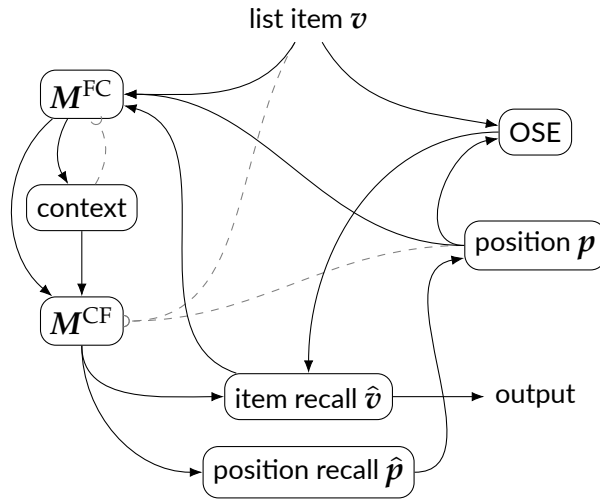 list item 𝒗
M^FC
OSE
context
position 𝒑
M^CF
item recall 𝒗̂
output
position recall 𝒑̂